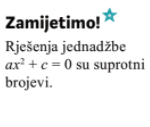 Zamijetimo!
Rješenja jednadžbe
ax² + c = 0 su suprotni
brojevi.